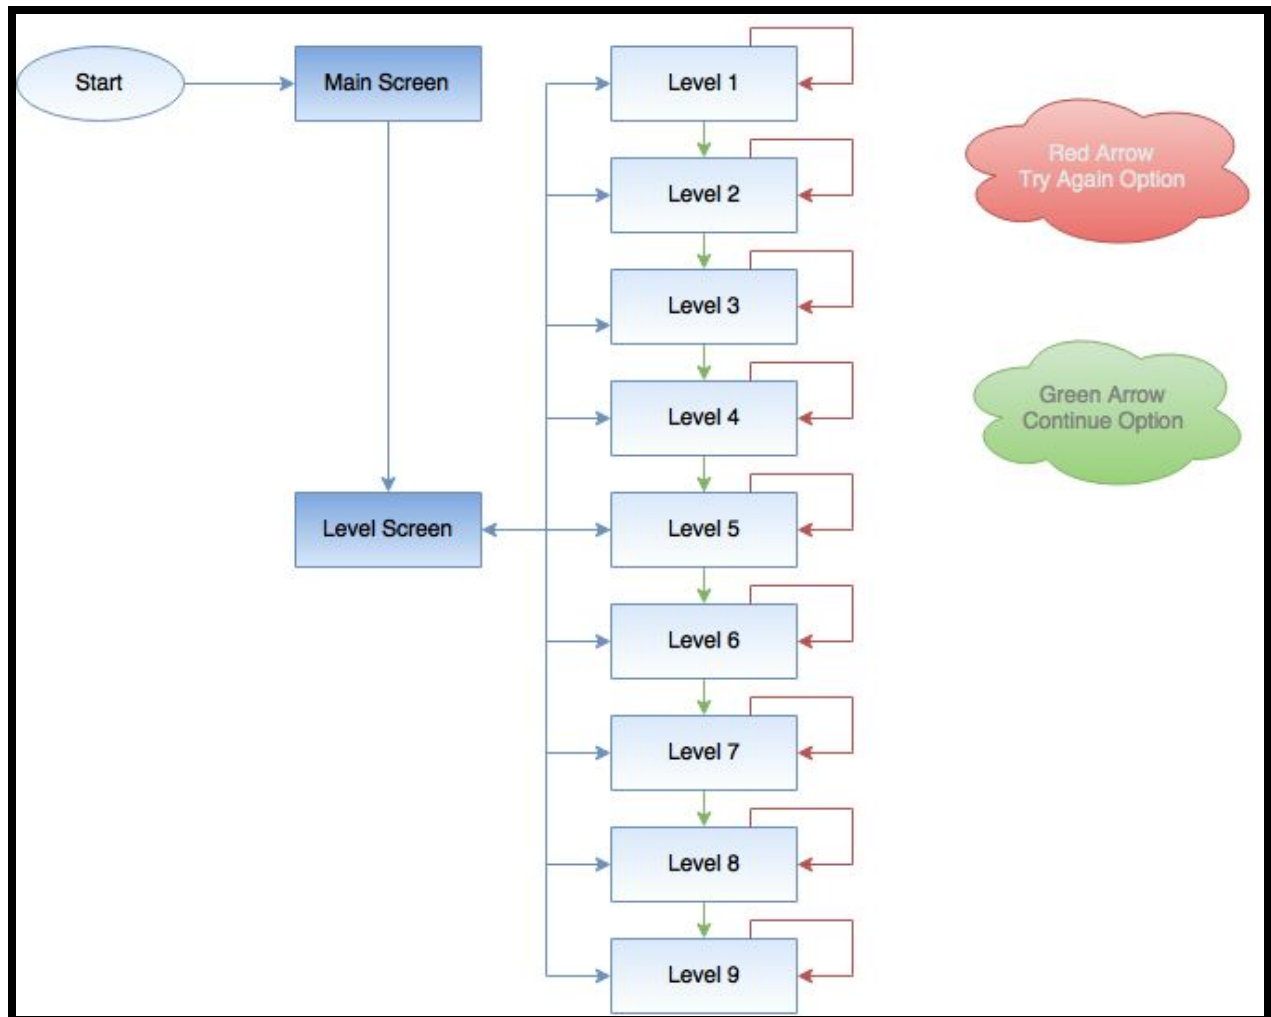 Start
Main Screen
Level Screen
Level 1
Level 2
Level 3
Level 4
Level 5
Level 6
Level 7
Level 8
Level 9
Red Arrow
Try Again Option
Green Arrow
Continue Option